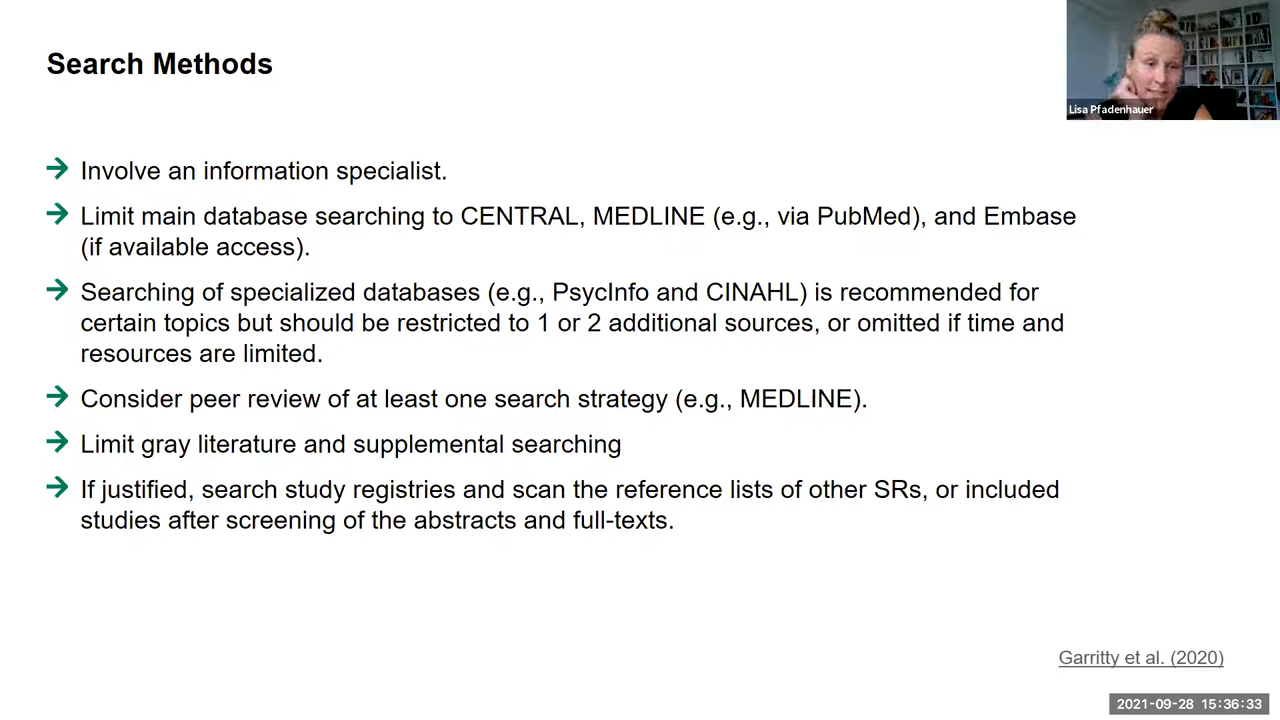 Search Methods
Lisa Pfadenhauer
Involve an information specialist.
Limit main database searching to CENTRAL, MEDLINE (e.g., via PubMed), and Embase
(if available access).
Searching of specialized databases (e.g., PsycInfo and CINAHL) is recommended for
certain topics but should be restricted to 1 or 2 additional sources, or omitted if time and
resources are limited.
Consider peer review of at least one search strategy (e.g., MEDLINE).
Limit gray literature and supplemental searching
If justified, search study registries and scan the reference lists of other SRs, or included
studies after screening of the abstracts and full-texts.
Garritty et al. (2020)
2021-09-28 15:36:33